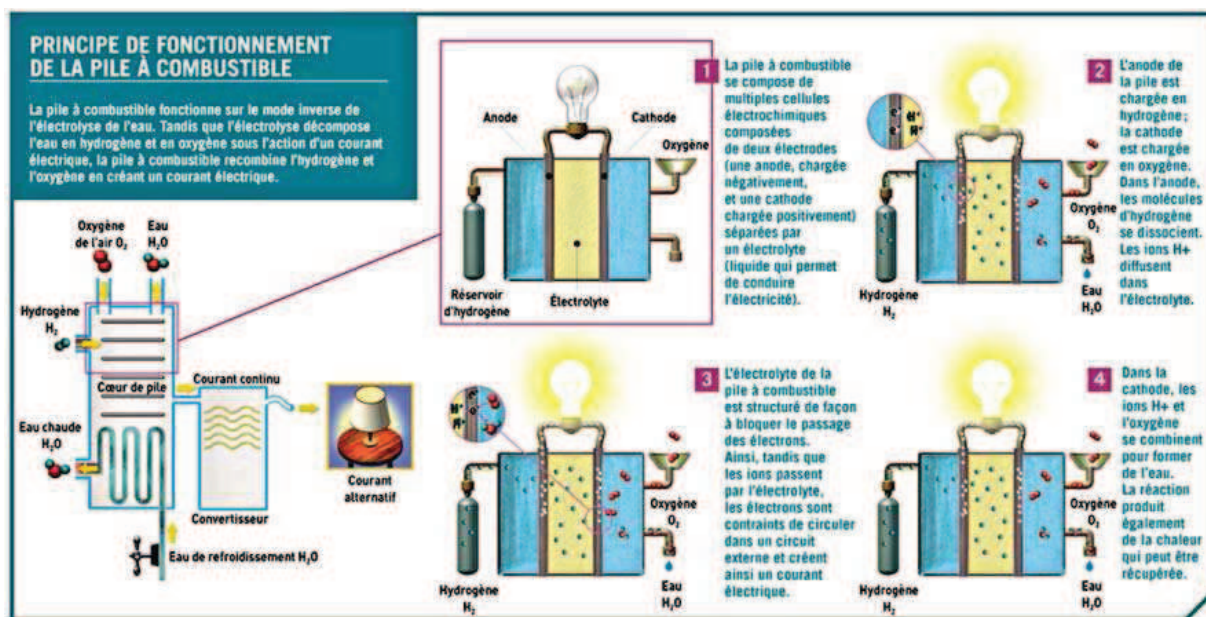 PRINCIPE DE FONCTIONNEMENT
DE LA PILE À COMBUSTIBLE
La pile à combustible fonctionne sur le mode inverse de
l'électrolyse de l'eau. Tandis que l'électrolyse décompose
l'eau en hydrogène et en oxygène sous l'action d'un courant
électrique, la pile à combustible recombine l'hydrogène et
l'oxygène en créant un courant électrique.
Oxygène
de l'air O₂
Eau
H₂O
Hydrogène
H₂
Cœur de pile
Courant continu
Eau chaude
H₂O
Convertisseur
Courant
alternatif
Eau de refroidissement H₂O
Anode
Cathode
Oxygène
Réservoir
d'hydrogène
Électrolyte
1
La pile à combustible
se compose de
multiples cellules
électrochimiques
composées
de deux électrodes
(une anode, chargée
négativement,
et une cathode
chargée positivement)
séparées par
un électrolyte
(liquide qui permet
de conduire
l'électricité).
H⁺
H⁺
Oxygène
O₂
Hydrogène
H₂
Eau
H₂O
2
L'anode de
la pile est
chargée en
hydrogène ;
la cathode
est chargée
en oxygène.
Dans l'anode,
les molécules
d'hydrogène
se dissocient.
Les ions H+
diffusent
dans
l'électrolyte.
H⁺
H⁺
Oxygène
O₂
Hydrogène
H₂
Eau
H₂O
3
L'électrolyte de la
pile à combustible
est structuré de façon
à bloquer le passage
des électrons.
Ainsi, tandis que
les ions passent
par l'électrolyte,
les électrons sont
contraints de circuler
dans un circuit
externe et créent
ainsi un courant
électrique.
Oxygène
O₂
Hydrogène
H₂
Eau
H₂O
4
Dans la
cathode, les
ions H+ et
l'oxygène
se combinent
pour former
de l'eau.
La réaction
produit
également
de la chaleur
qui peut être
récupérée.